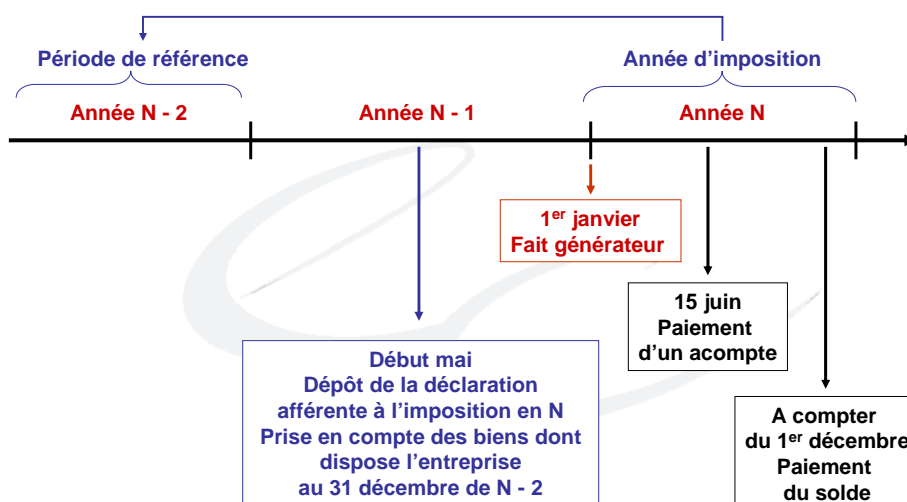 Période de référence
Année d'imposition
Année N - 2
Année N - 1
Année N
1er janvier
Fait générateur
15 juin
Paiement
d'un acompte
Début mai
Dépôt de la déclaration
afférente à l'imposition en N
Prise en compte des biens dont
dispose l'entreprise
au 31 décembre de N - 2
A compter
du 1er décembre
Paiement
du solde